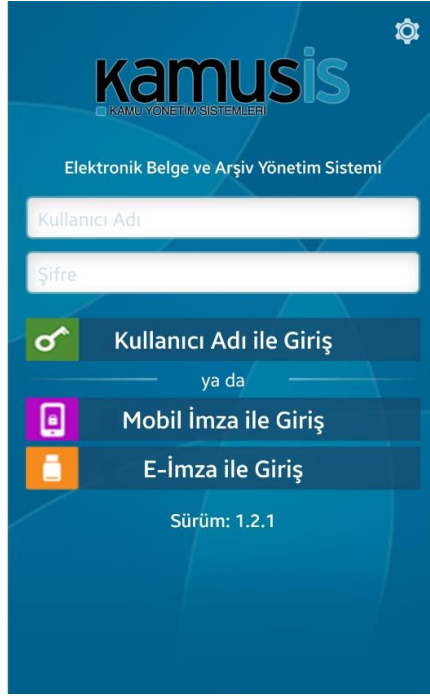 kamusis
KAMU YÖNETİM SİSTEMLERİ
Elektronik Belge ve Arşiv Yönetim Sistemi
Kullanıcı Adı
Şifre
Kullanıcı Adı ile Giriş
ya da
Mobil İmza ile Giriş
E-İmza ile Giriş
Sürüm: 1.2.1